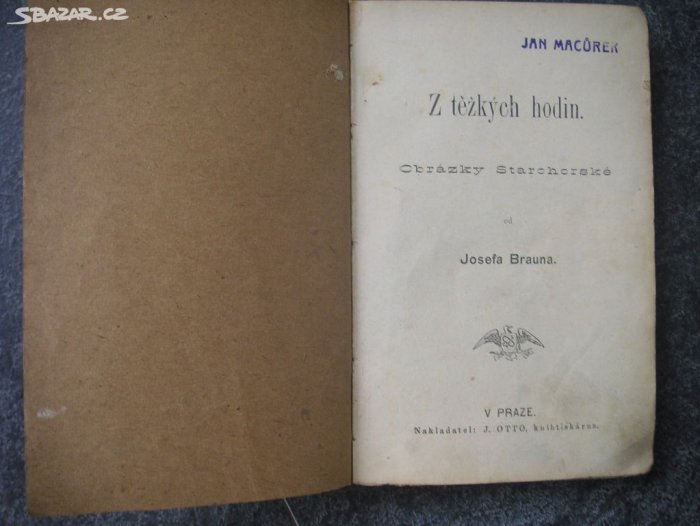 SBAZAR.CZ
JAN MACŮREK
Z těžkých hodin.
Obrázky Starohorské
od
Josefa Brauna.
V PRAZE.
Nakladatel: J. OTTO, knihtiskárna.